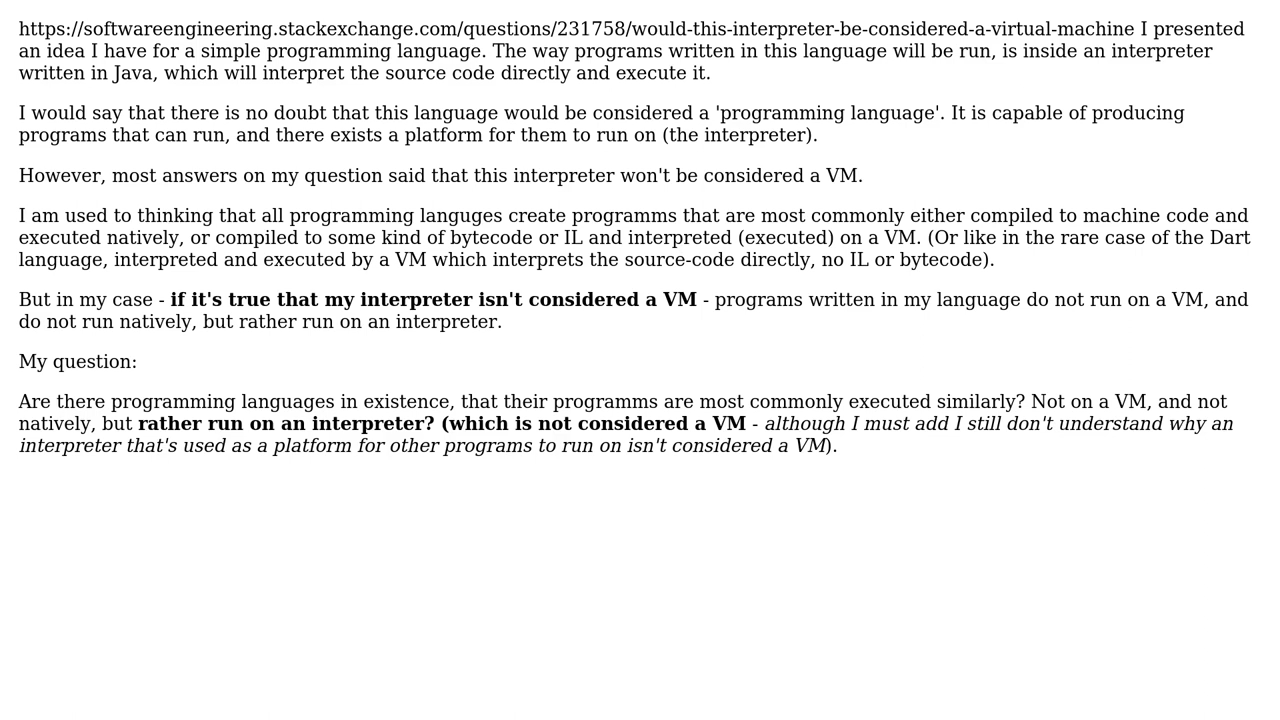 https://softwareengineering.stackexchange.com/questions/231758/would-this-interpreter-be-considered-a-virtual-machine I presented
an idea I have for a simple programming language. The way programs written in this language will be run, is inside an interpreter
written in Java, which will interpret the source code directly and execute it.
I would say that there is no doubt that this language would be considered a 'programming language'. It is capable of producing
programs that can run, and there exists a platform for them to run on (the interpreter).
However, most answers on my question said that this interpreter won't be considered a VM.
I am used to thinking that all programming languges create programms that are most commonly either compiled to machine code and
executed natively, or compiled to some kind of bytecode or IL and interpreted (executed) on a VM. (Or like in the rare case of the Dart
language, interpreted and executed by a VM which interprets the source-code directly, no IL or bytecode).
But in my case - if it's true that my interpreter isn't considered a VM - programs written in my language do not run on a VM, and
do not run natively, but rather run on an interpreter.
My question:
Are there programming languages in existence, that their programms are most commonly executed similarly? Not on a VM, and not
natively, but rather run on an interpreter? (which is not considered a VM - although I must add I still don't understand why an
interpreter that's used as a platform for other programs to run on isn't considered a VM).